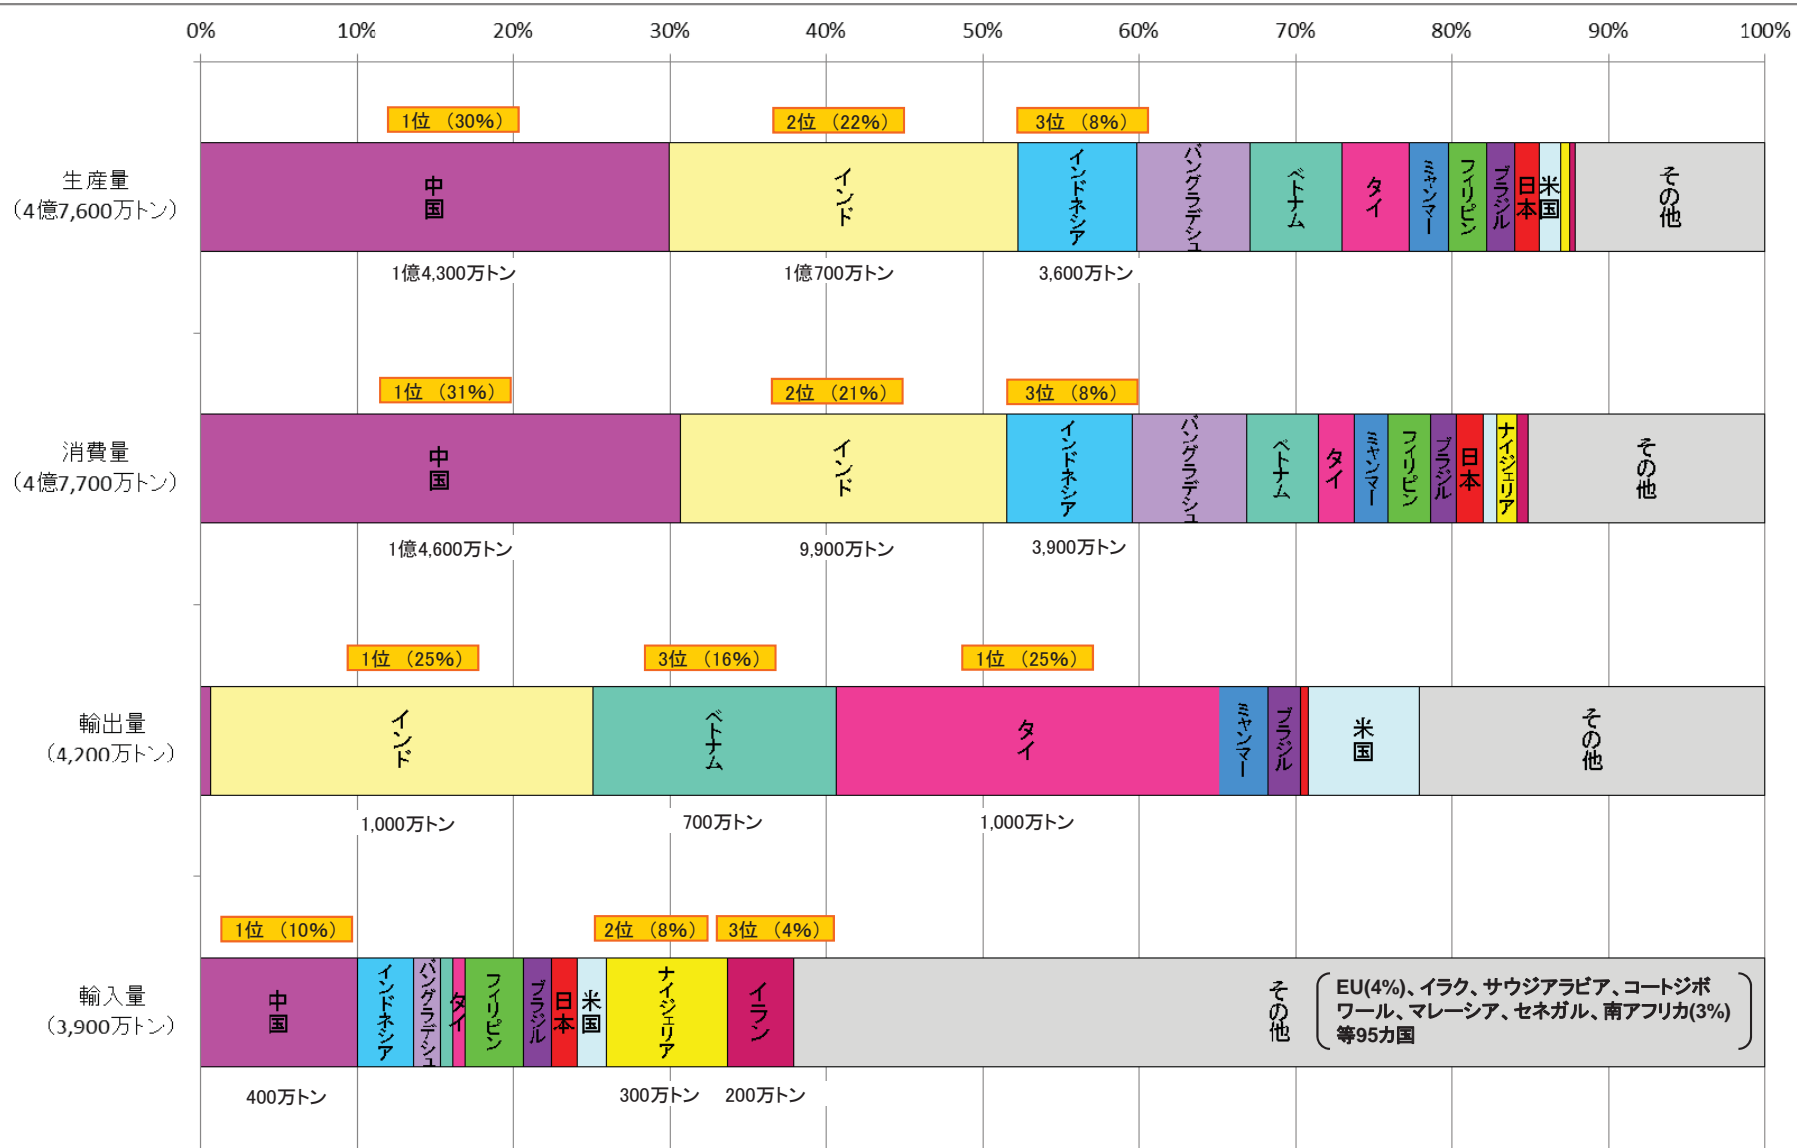 0% 10% 20% 30% 40% 50% 60% 70% 80% 90% 100%
1位 （30%） 2位 （22%） 3位 （8%）
生産量
（4億7,600万トン）
中国 インド インドネシア バングラデシュ ベトナム タイ ミャンマー フィリピン ブラジル 日本 米国 その他
1億4,300万トン 1億700万トン 3,600万トン
1位 （31%） 2位 （21%） 3位 （8%）
消費量
（4億7,700万トン）
中国 インド インドネシア バングラデシュ ベトナム タイ ミャンマー フィリピン ブラジル 日本 ナイジェリア その他
1億4,600万トン 9,900万トン 3,900万トン
1位 （25%） 3位 （16%） 1位 （25%）
輸出量
（4,200万トン）
インド ベトナム タイ ミャンマー ブラジル 米国 その他
1,000万トン 700万トン 1,000万トン
1位 （10%） 2位 （8%） 3位 （4%）
輸入量
（3,900万トン）
中国 インドネシア バングラデシュ タイ フィリピン ブラジル 日本 米国 ナイジェリア イラン その他
EU(4%)、イラク、サウジアラビア、コートジボ
ワール、マレーシア、セネガル、南アフリカ(3%)
等95カ国
400万トン 300万トン 200万トン